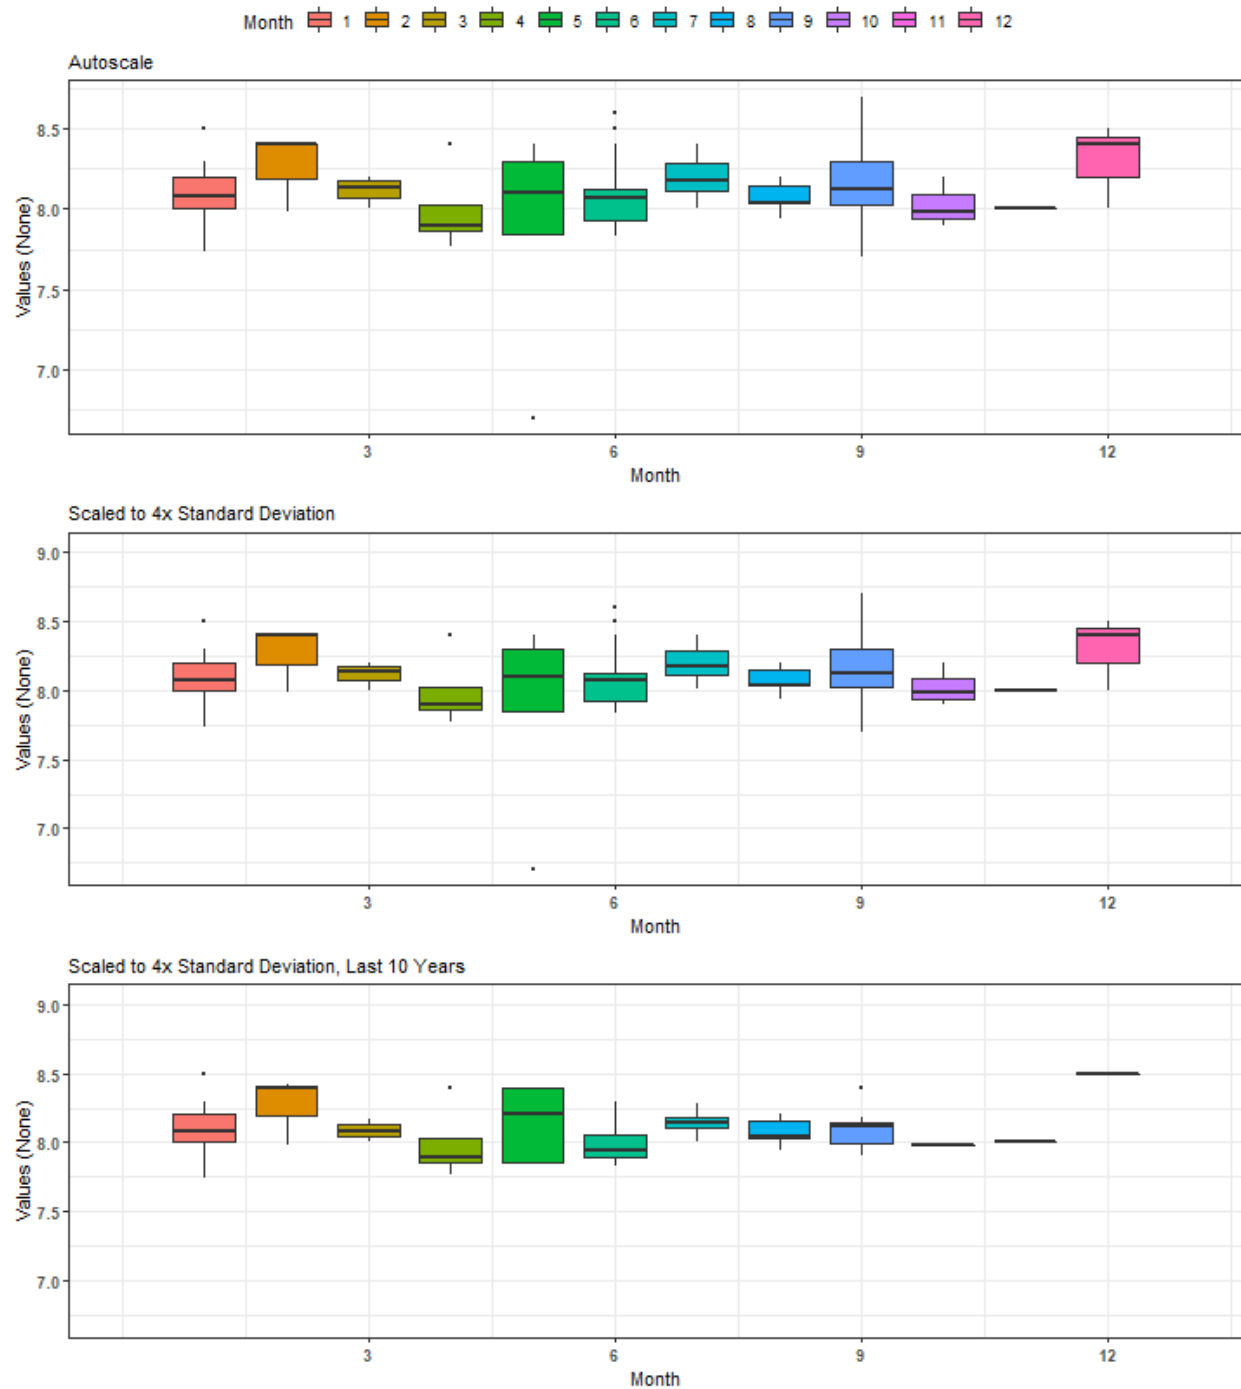 Month 1 2 3 4 5 6 7 8 9 10 11 12
Autoscale
Values (None)
8.5
8.0
7.5
7.0
3 6 9 12
Month
Scaled to 4x Standard Deviation
Values (None)
9.0
8.5
8.0
7.5
7.0
3 6 9 12
Month
Scaled to 4x Standard Deviation, Last 10 Years
Values (None)
9.0
8.5
8.0
7.5
7.0
3 6 9 12
Month